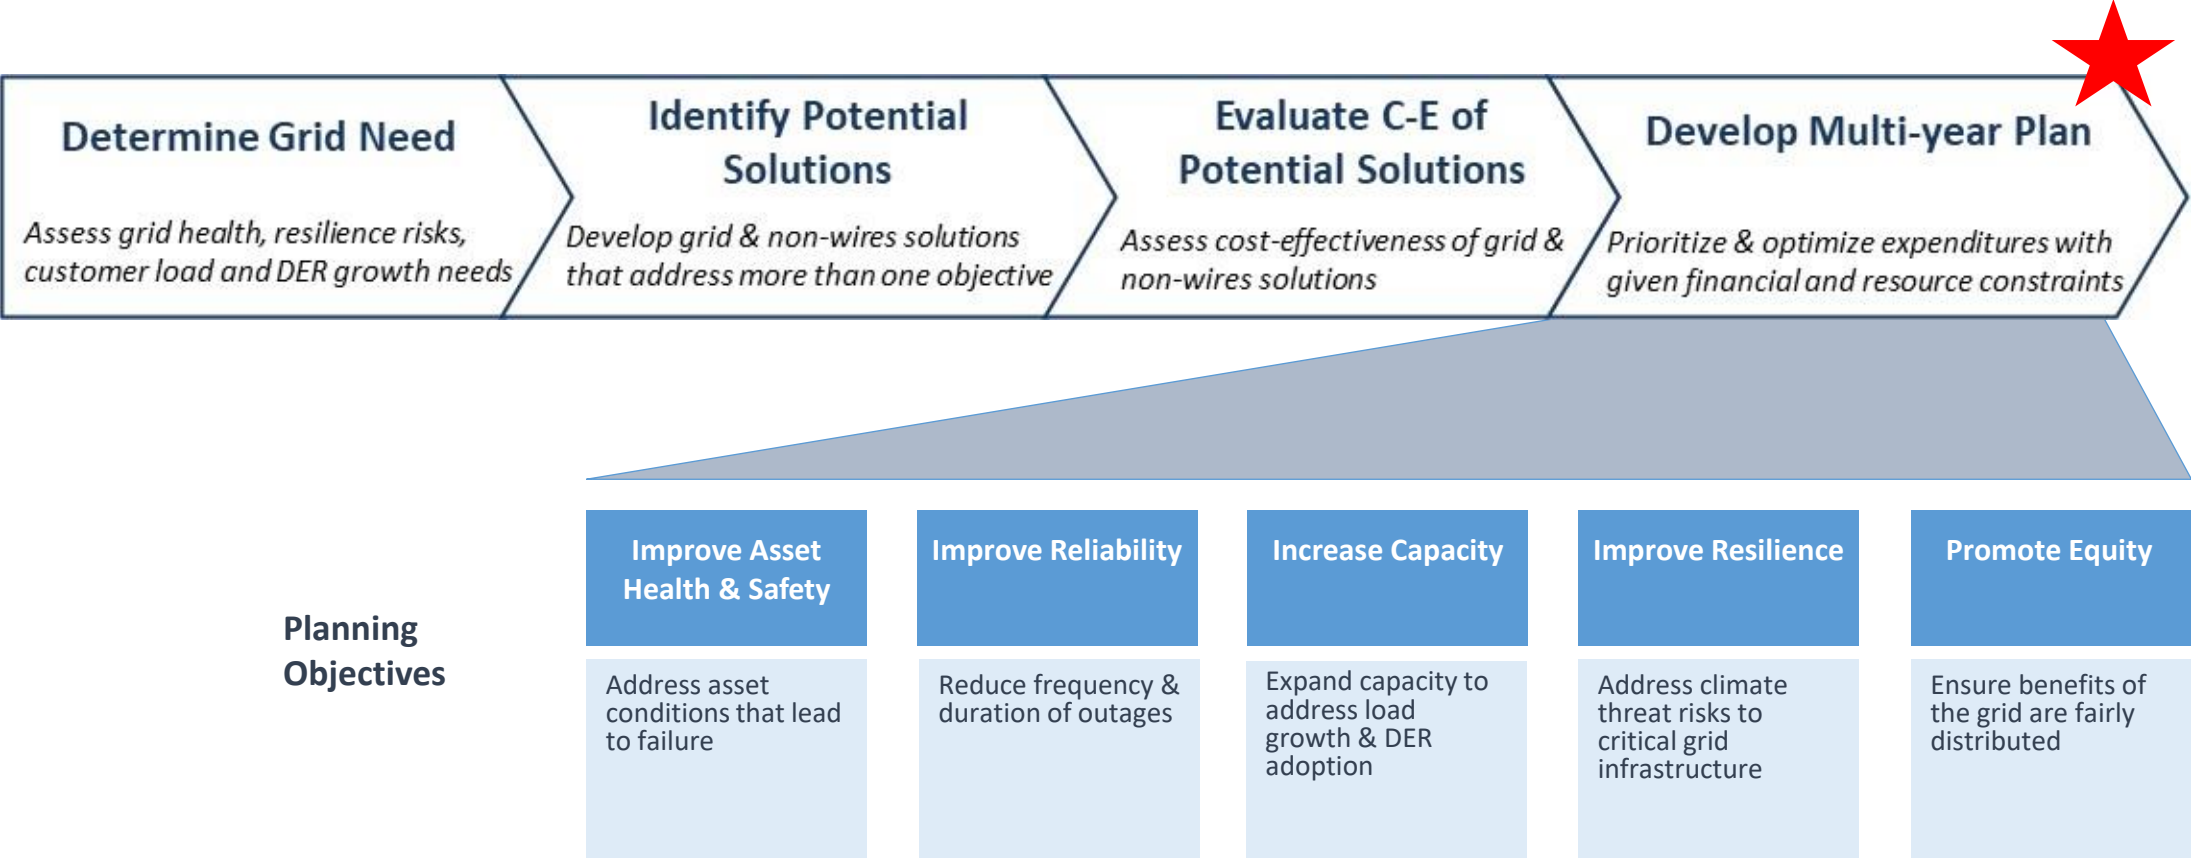 Determine Grid Need
Assess grid health, resilience risks,
customer load and DER growth needs
Identify Potential
Solutions
Develop grid & non-wires solutions
that address more than one objective
Evaluate C-E of
Potential Solutions
Assess cost-effectiveness of grid &
non-wires solutions
Develop Multi-year Plan
Prioritize & optimize expenditures with
given financial and resource constraints
Planning
Objectives
Improve Asset
Health & Safety
Address asset
conditions that lead
to failure
Improve Reliability
Reduce frequency &
duration of outages
Increase Capacity
Expand capacity to
address load
growth & DER
adoption
Improve Resilience
Address climate
threat risks to
critical grid
infrastructure
Promote Equity
Ensure benefits of
the grid are fairly
distributed